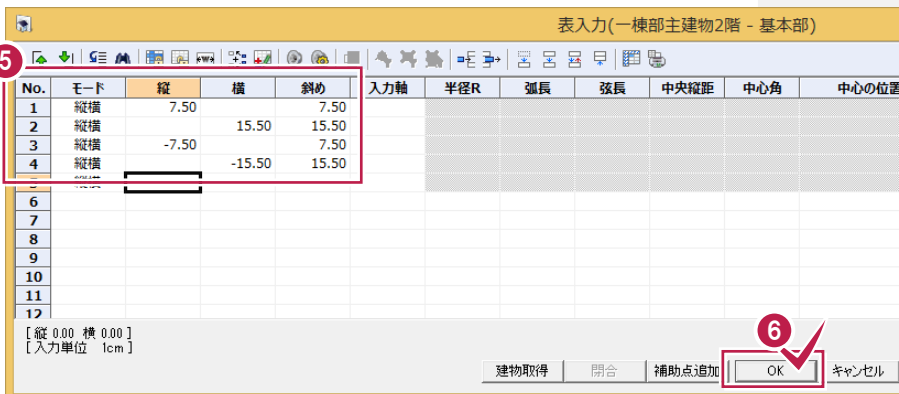 表入力(一棟部主建物2階 - 基本部)
5
No. モード 縦 横 斜め 入力軸 半径R 弧長 弦長 中央縦距 中心角 中心の位置
1 縦横 7.50 7.50
2 縦横 15.50 15.50
3 縦横 -7.50 7.50
4 縦横 -15.50 15.50
5 縦横
6
7
8
9
10
11
12
[ 縦 0.00 横 0.00 ]
[ 入力単位 1cm ]
6
建物取得 閉合 補助点追加 OK キャンセル